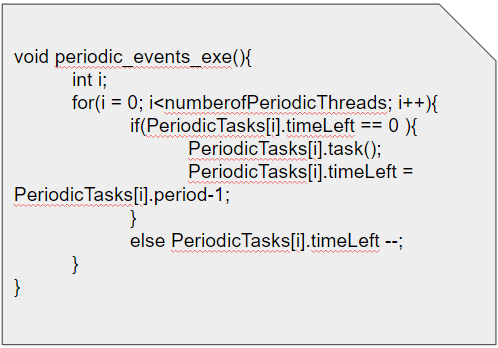 void periodic_events_exe(){
int i;
for(i = 0; i<numberofPeriodicThreads; i++){
if(PeriodicTasks[i].timeLeft == 0 ){
PeriodicTasks[i].task();
PeriodicTasks[i].timeLeft =
PeriodicTasks[i].period-1;
}
else PeriodicTasks[i].timeLeft --;
}
}